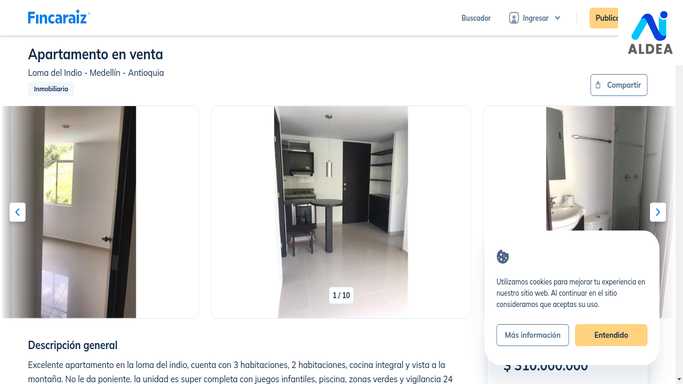 Fincaraiz
Buscador
Ingresar
ALDEA
Apartamento en venta
Loma del Indio - Medellín - Antioquia
Inmobiliario
Compartir
1 / 10
Utilizamos cookies para mejorar tu experiencia en
nuestro sitio web. Al continuar en el sitio
consideramos que aceptas su uso.
Más información
Entendido
$ 310.000.000
Descripción general
Excelente apartamento en la loma del indio, cuenta con 3 habitaciones, 2 habitaciones, cocina integral y vista a la
montaña. No le da poniente. la unidad es super completa con juegos infantiles, piscina, zonas verdes y vigilancia 24